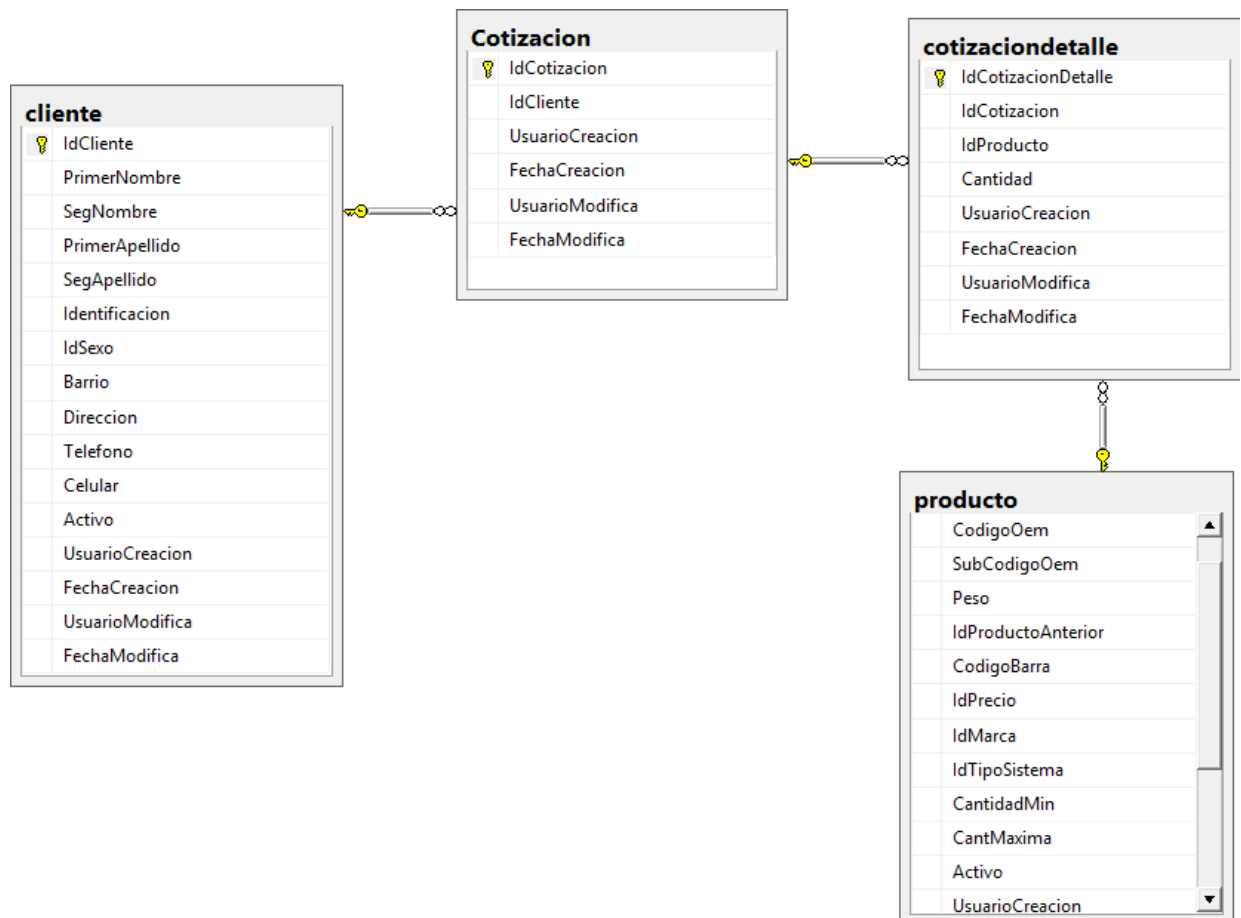 cliente
IdCliente
PrimerNombre
SegNombre
PrimerApellido
SegApellido
Identificacion
IdSexo
Barrio
Direccion
Telefono
Celular
Activo
UsuarioCreacion
FechaCreacion
UsuarioModifica
FechaModifica
Cotizacion
IdCotizacion
IdCliente
UsuarioCreacion
FechaCreacion
UsuarioModifica
FechaModifica
cotizaciondetalle
IdCotizacionDetalle
IdCotizacion
IdProducto
Cantidad
UsuarioCreacion
FechaCreacion
UsuarioModifica
FechaModifica
producto
CodigoOem
SubCodigoOem
Peso
IdProductoAnterior
CodigoBarra
IdPrecio
IdMarca
IdTipoSistema
CantidadMin
CantMaxima
Activo
UsuarioCreacion